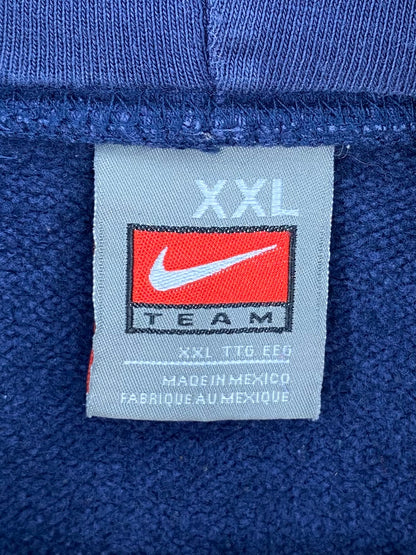 XXL
TEAM
XXL TTG EEG
MADE IN MEXICO
FABRIQUE AU MEXIQUE